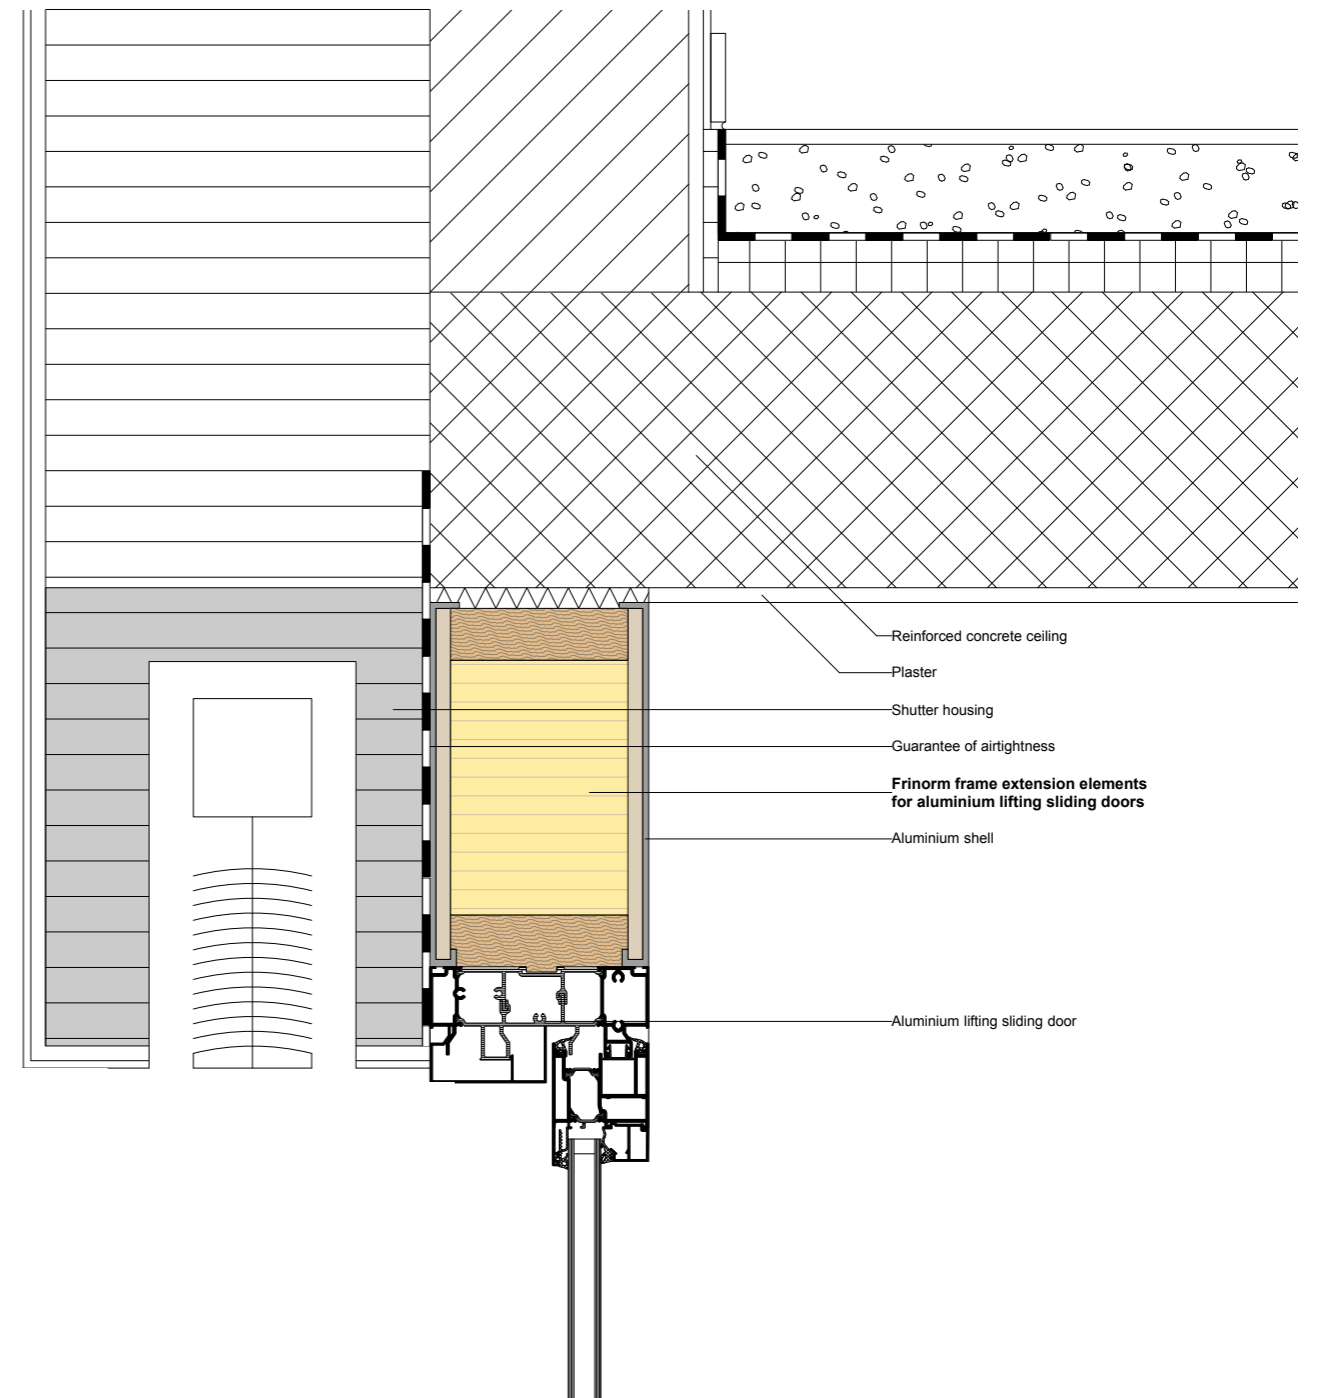 Reinforced concrete ceiling
Plaster
Shutter housing
Guarantee of airtightness
Frinorm frame extension elements
for aluminium lifting sliding doors
Aluminium shell
Aluminium lifting sliding door